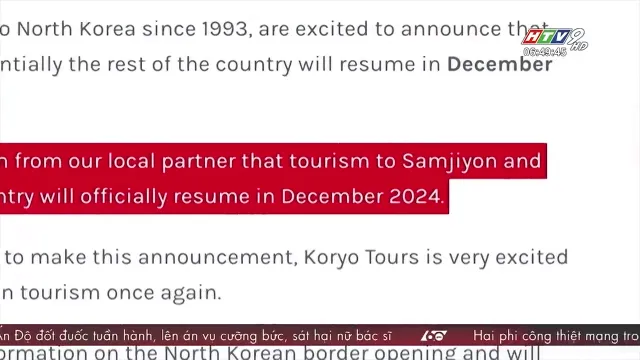 o North Korea since 1993, are excited to announce that
entially the rest of the country will resume in December
HTV9 HD
06:49:45
n from our local partner that tourism to Samjiyon and
ntry will officially resume in December 2024.
to make this announcement, Koryo Tours is very excited
n tourism once again.
Ấn Độ đốt đuốc tuần hành, lên án vụ cưỡng bức, sát hại nữ bác sĩ
Hai phi công thiệt mạng tro
ormation on the North Korean border opening and will